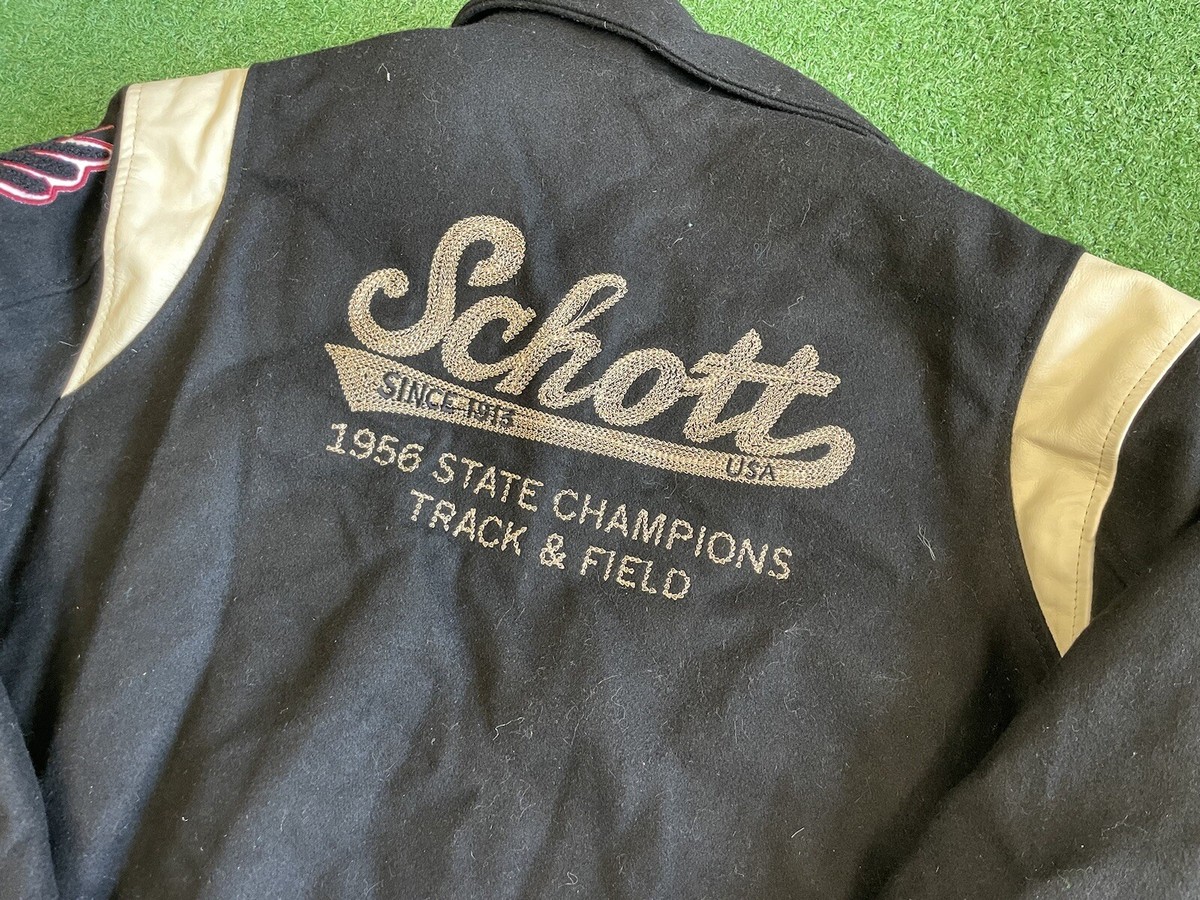 Schott
SINCE 1913
USA
1956 STATE CHAMPIONS
TRACK & FIELD